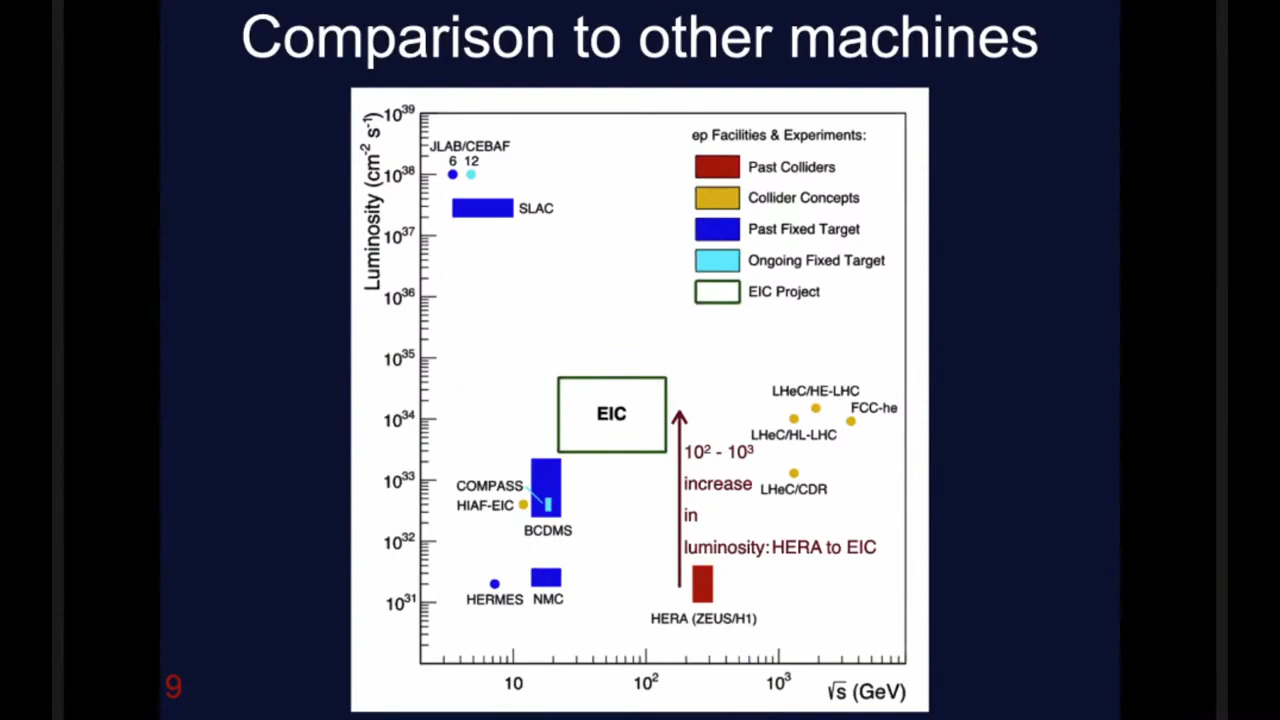 Comparison to other machines
Luminosity (cm⁻² s⁻¹)
10³⁹
10³⁸
10³⁷
10³⁶
10³⁵
10³⁴
10³³
10³²
10³¹
JLAB/CEBAF
6 12
SLAC
ep Facilities & Experiments:
Past Colliders
Collider Concepts
Past Fixed Target
Ongoing Fixed Target
EIC Project
EIC
LHeC/HE-LHC
FCC-he
LHeC/HL-LHC
LHeC/CDR
10² - 10³
increase
in
luminosity: HERA to EIC
COMPASS
HIAF-EIC
BCDMS
HERMES
NMC
HERA (ZEUS/H1)
10
10²
10³
√s (GeV)
9